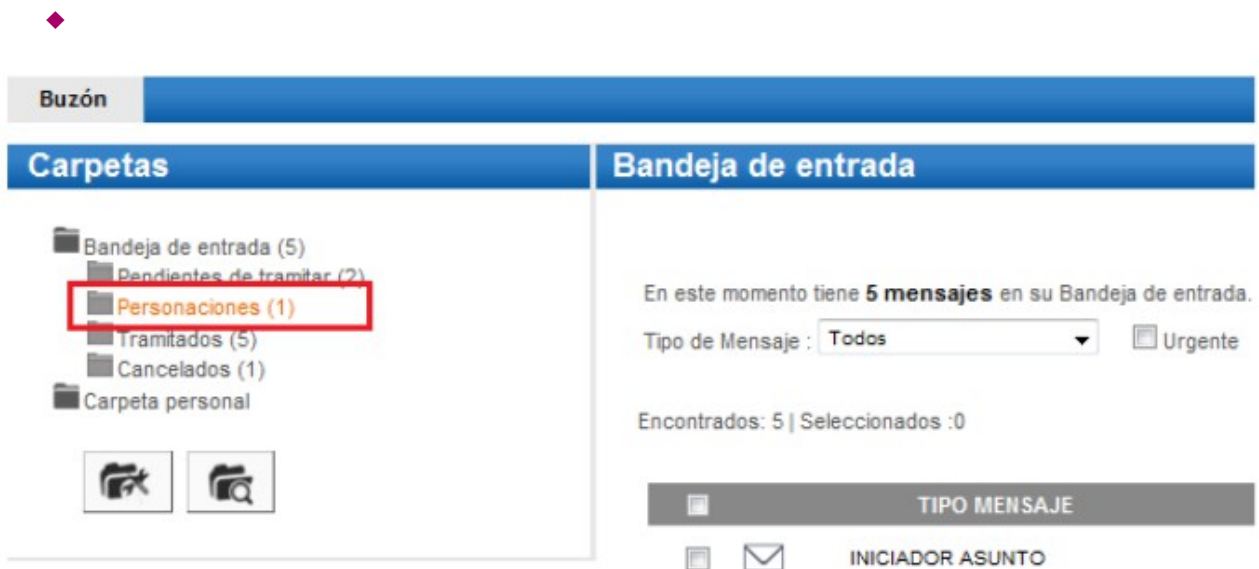 Buzón
Carpetas
Bandeja de entrada (5)
Pendientes de tramitar (2)
Personaciones (1)
Tramitados (5)
Cancelados (1)
Carpeta personal
Bandeja de entrada
En este momento tiene 5 mensajes en su Bandeja de entrada.
Tipo de Mensaje : Todos Urgente
Encontrados: 5 | Seleccionados :0
TIPO MENSAJE
INICIADOR ASUNTO